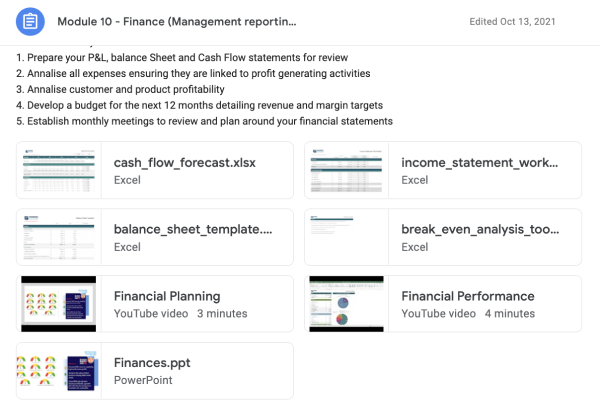 Module 10 - Finance (Management reportin...
Edited Oct 13, 2021
1. Prepare your P&L, balance Sheet and Cash Flow statements for review
2. Annalise all expenses ensuring they are linked to profit generating activities
3. Annalise customer and product profitability
4. Develop a budget for the next 12 months detailing revenue and margin targets
5. Establish monthly meetings to review and plan around your financial statements
cash_flow_forecast.xlsx
Excel
income_statement_work...
Excel
balance_sheet_template....
Excel
break_even_analysis_too...
Excel
Financial Planning
YouTube video 3 minutes
Financial Performance
YouTube video 4 minutes
Finances.ppt
PowerPoint